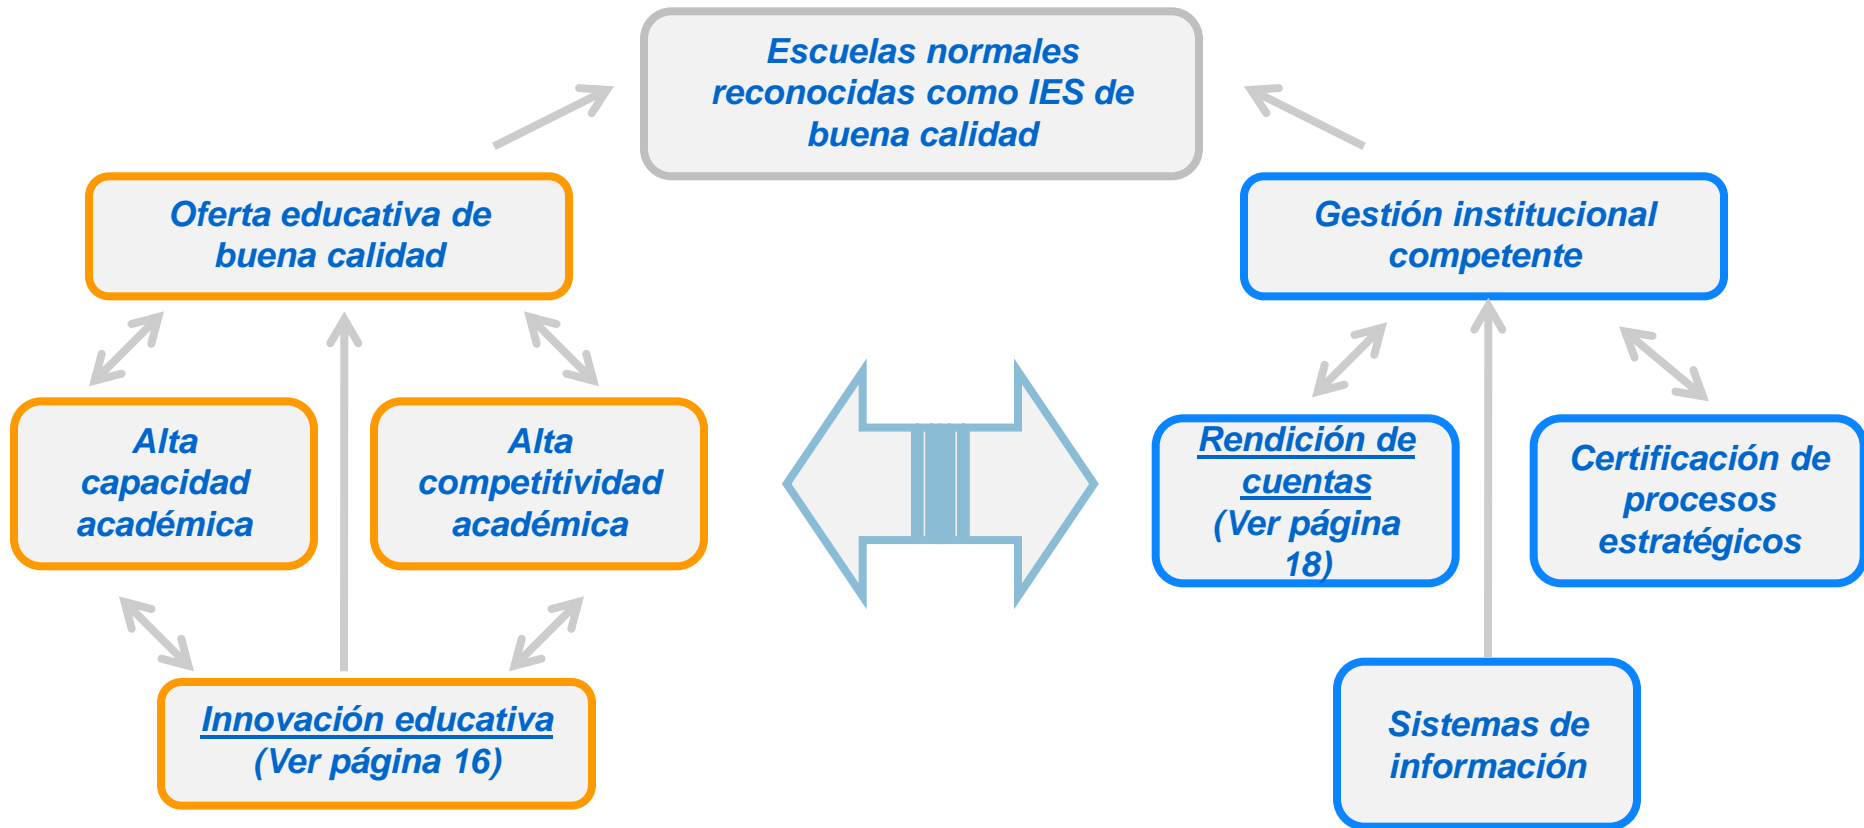 Escuelas normales
reconocidas como IES de
buena calidad
Oferta educativa de
buena calidad
Gestión institucional
competente
Alta
capacidad
académica
Alta
competitividad
académica
Rendición de
cuentas
(Ver página
18)
Certificación de
procesos
estratégicos
Innovación educativa
(Ver página 16)
Sistemas de
información